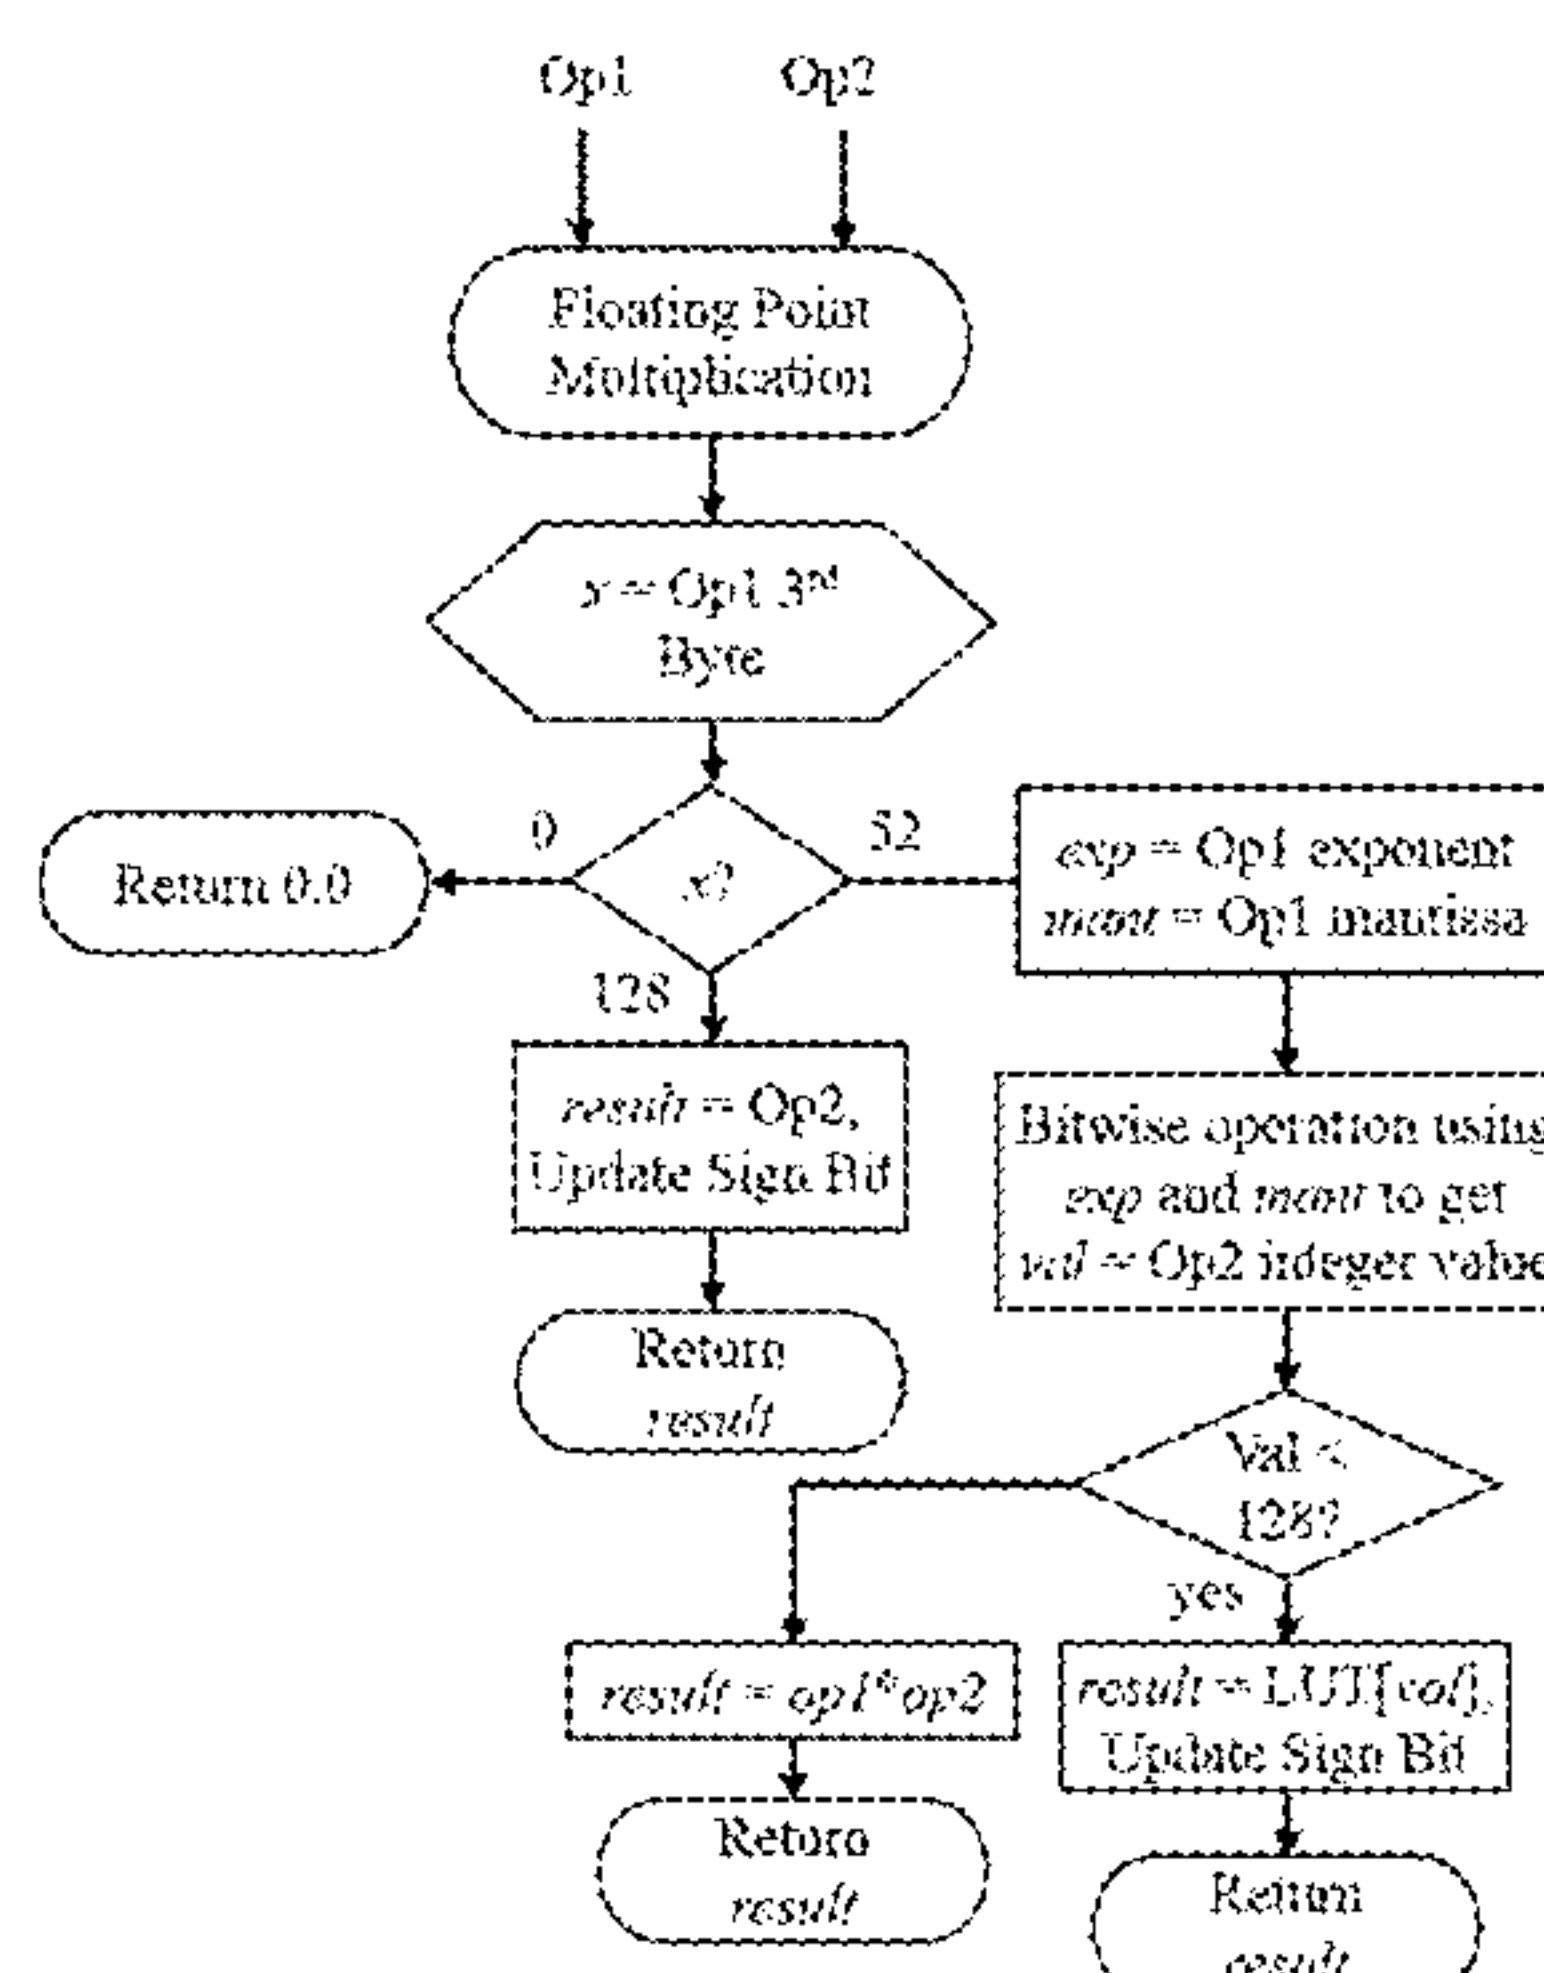 Op1 Op2
Floating Point
Multiplication
x = Op1 3rd
Byte
0
x?
52
Return 0.0
exp = Op1 exponent
mant = Op1 mantissa
128
result = Op2,
Update Sign Bit
Return
result
Bitwise operation using
exp and mant to get
val = Op2 integer value
Val <
128?
yes
result = op1*op2
Return
result
result = LUT[val],
Update Sign Bit
Return
result